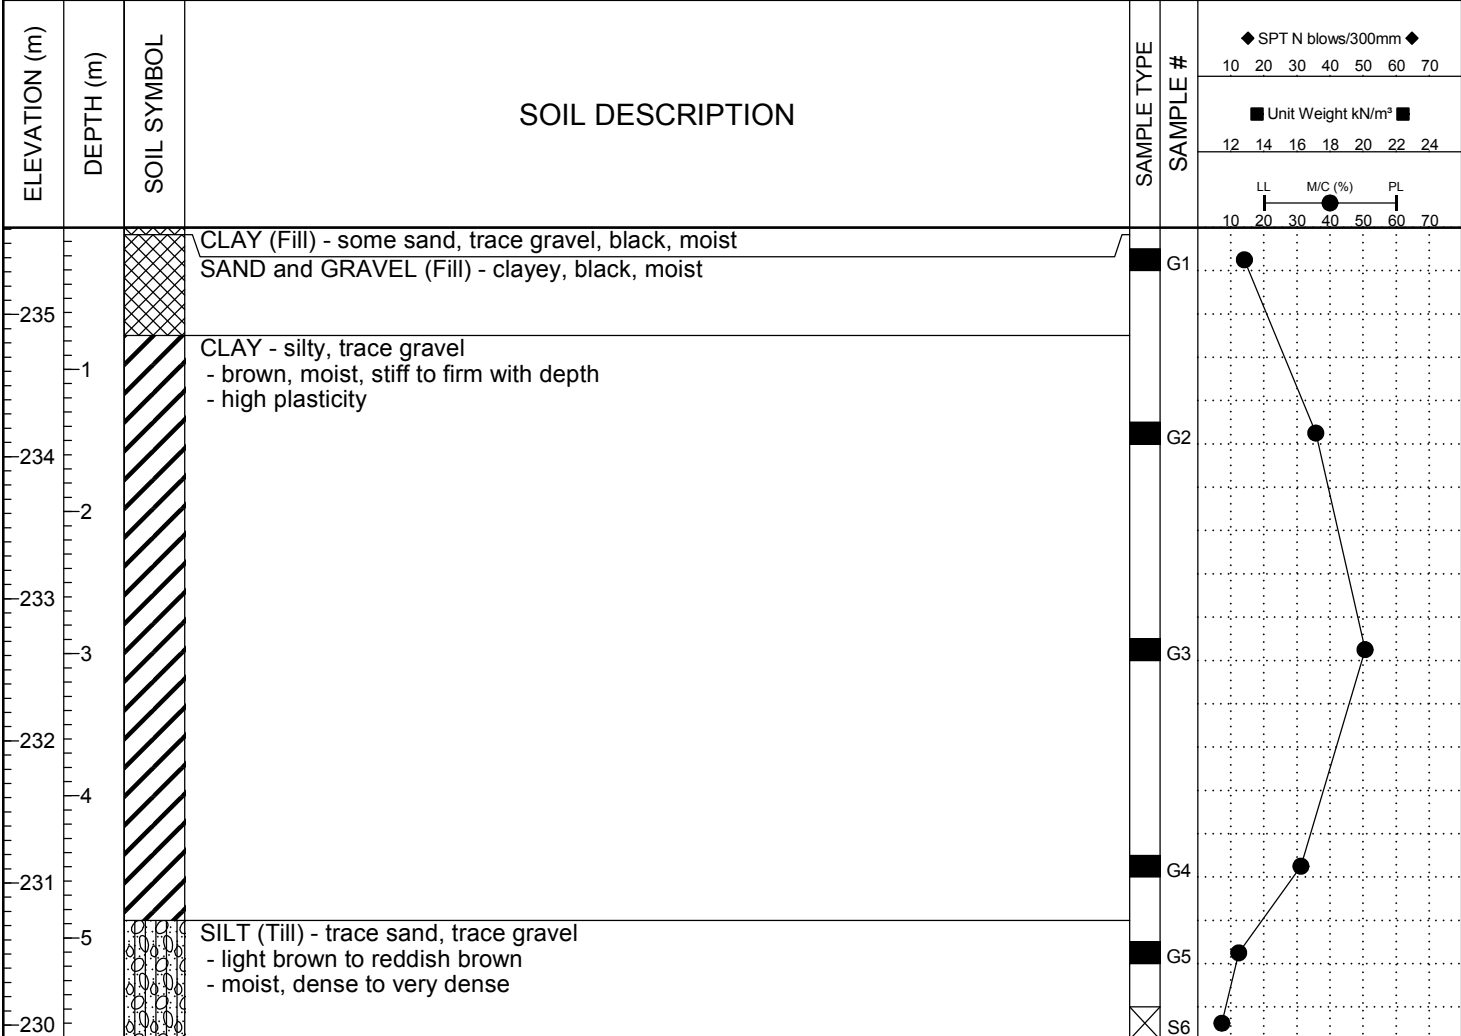 ELEVATION (m)
DEPTH (m)
SOIL SYMBOL
SOIL DESCRIPTION
SAMPLE TYPE
SAMPLE #
◆ SPT N blows/300mm ◆
10 20 30 40 50 60 70
■ Unit Weight kN/m³ ■
12 14 16 18 20 22 24
LL M/C (%) PL
10 20 30 40 50 60 70
CLAY (Fill) - some sand, trace gravel, black, moist
G1
SAND and GRAVEL (Fill) - clayey, black, moist
235
CLAY - silty, trace gravel
1
- brown, moist, stiff to firm with depth
- high plasticity
G2
234
2
233
3
G3
232
4
G4
231
SILT (Till) - trace sand, trace gravel
5
- light brown to reddish brown
G5
- moist, dense to very dense
230
S6